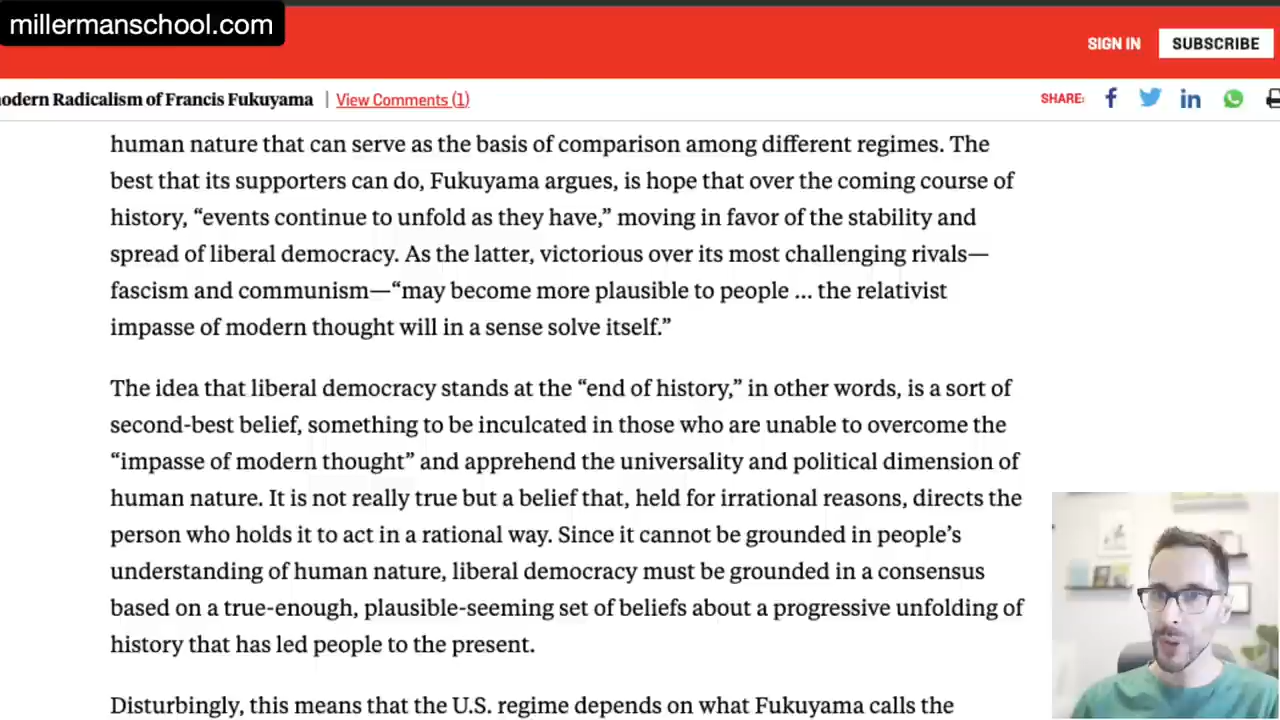 millermanschool.com
SIGN IN
SUBSCRIBE
odern Radicalism of Francis Fukuyama | View Comments (1)
SHARE:
human nature that can serve as the basis of comparison among different regimes. The
best that its supporters can do, Fukuyama argues, is hope that over the coming course of
history, “events continue to unfold as they have,” moving in favor of the stability and
spread of liberal democracy. As the latter, victorious over its most challenging rivals—
fascism and communism—“may become more plausible to people ... the relativist
impasse of modern thought will in a sense solve itself.”
The idea that liberal democracy stands at the “end of history,” in other words, is a sort of
second-best belief, something to be inculcated in those who are unable to overcome the
“impasse of modern thought” and apprehend the universality and political dimension of
human nature. It is not really true but a belief that, held for irrational reasons, directs the
person who holds it to act in a rational way. Since it cannot be grounded in people’s
understanding of human nature, liberal democracy must be grounded in a consensus
based on a true-enough, plausible-seeming set of beliefs about a progressive unfolding of
history that has led people to the present.
Disturbingly, this means that the U.S. regime depends on what Fukuyama calls the